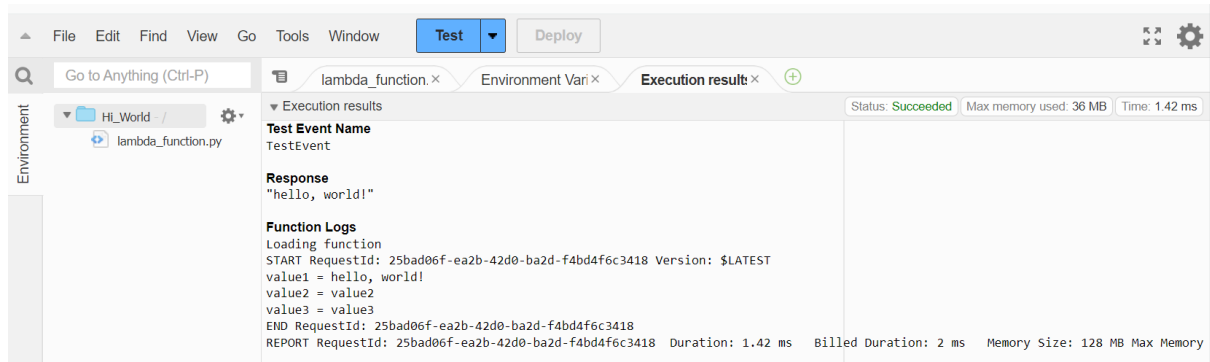 File Edit Find View Go Tools Window Test Deploy
Go to Anything (Ctrl-P)
lambda_function. × Environment Vari × Execution results ×
Environment
Hi_World - /
lambda_function.py
Execution results
Status: Succeeded Max memory used: 36 MB Time: 1.42 ms
Test Event Name
TestEvent
Response
"hello, world!"
Function Logs
Loading function
START RequestId: 25bad06f-ea2b-42d0-ba2d-f4bd4f6c3418 Version: $LATEST
value1 = hello, world!
value2 = value2
value3 = value3
END RequestId: 25bad06f-ea2b-42d0-ba2d-f4bd4f6c3418
REPORT RequestId: 25bad06f-ea2b-42d0-ba2d-f4bd4f6c3418 Duration: 1.42 ms Billed Duration: 2 ms Memory Size: 128 MB Max Memory